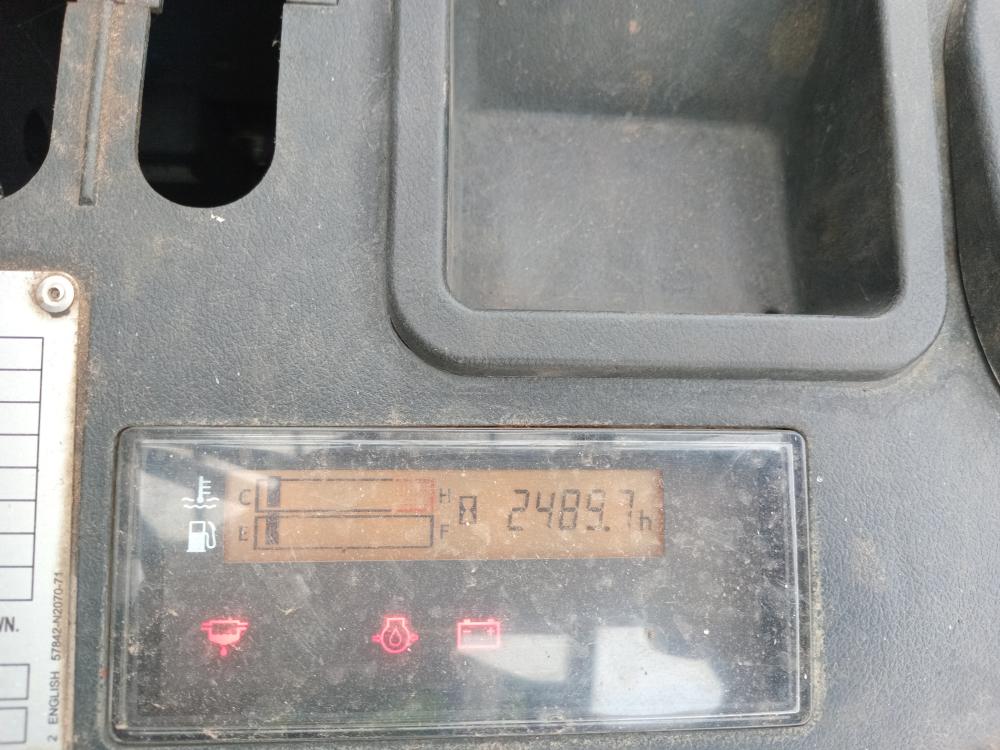 C H
2489.7h
E F
WN.
2 ENGLISH 57842-N2070-71